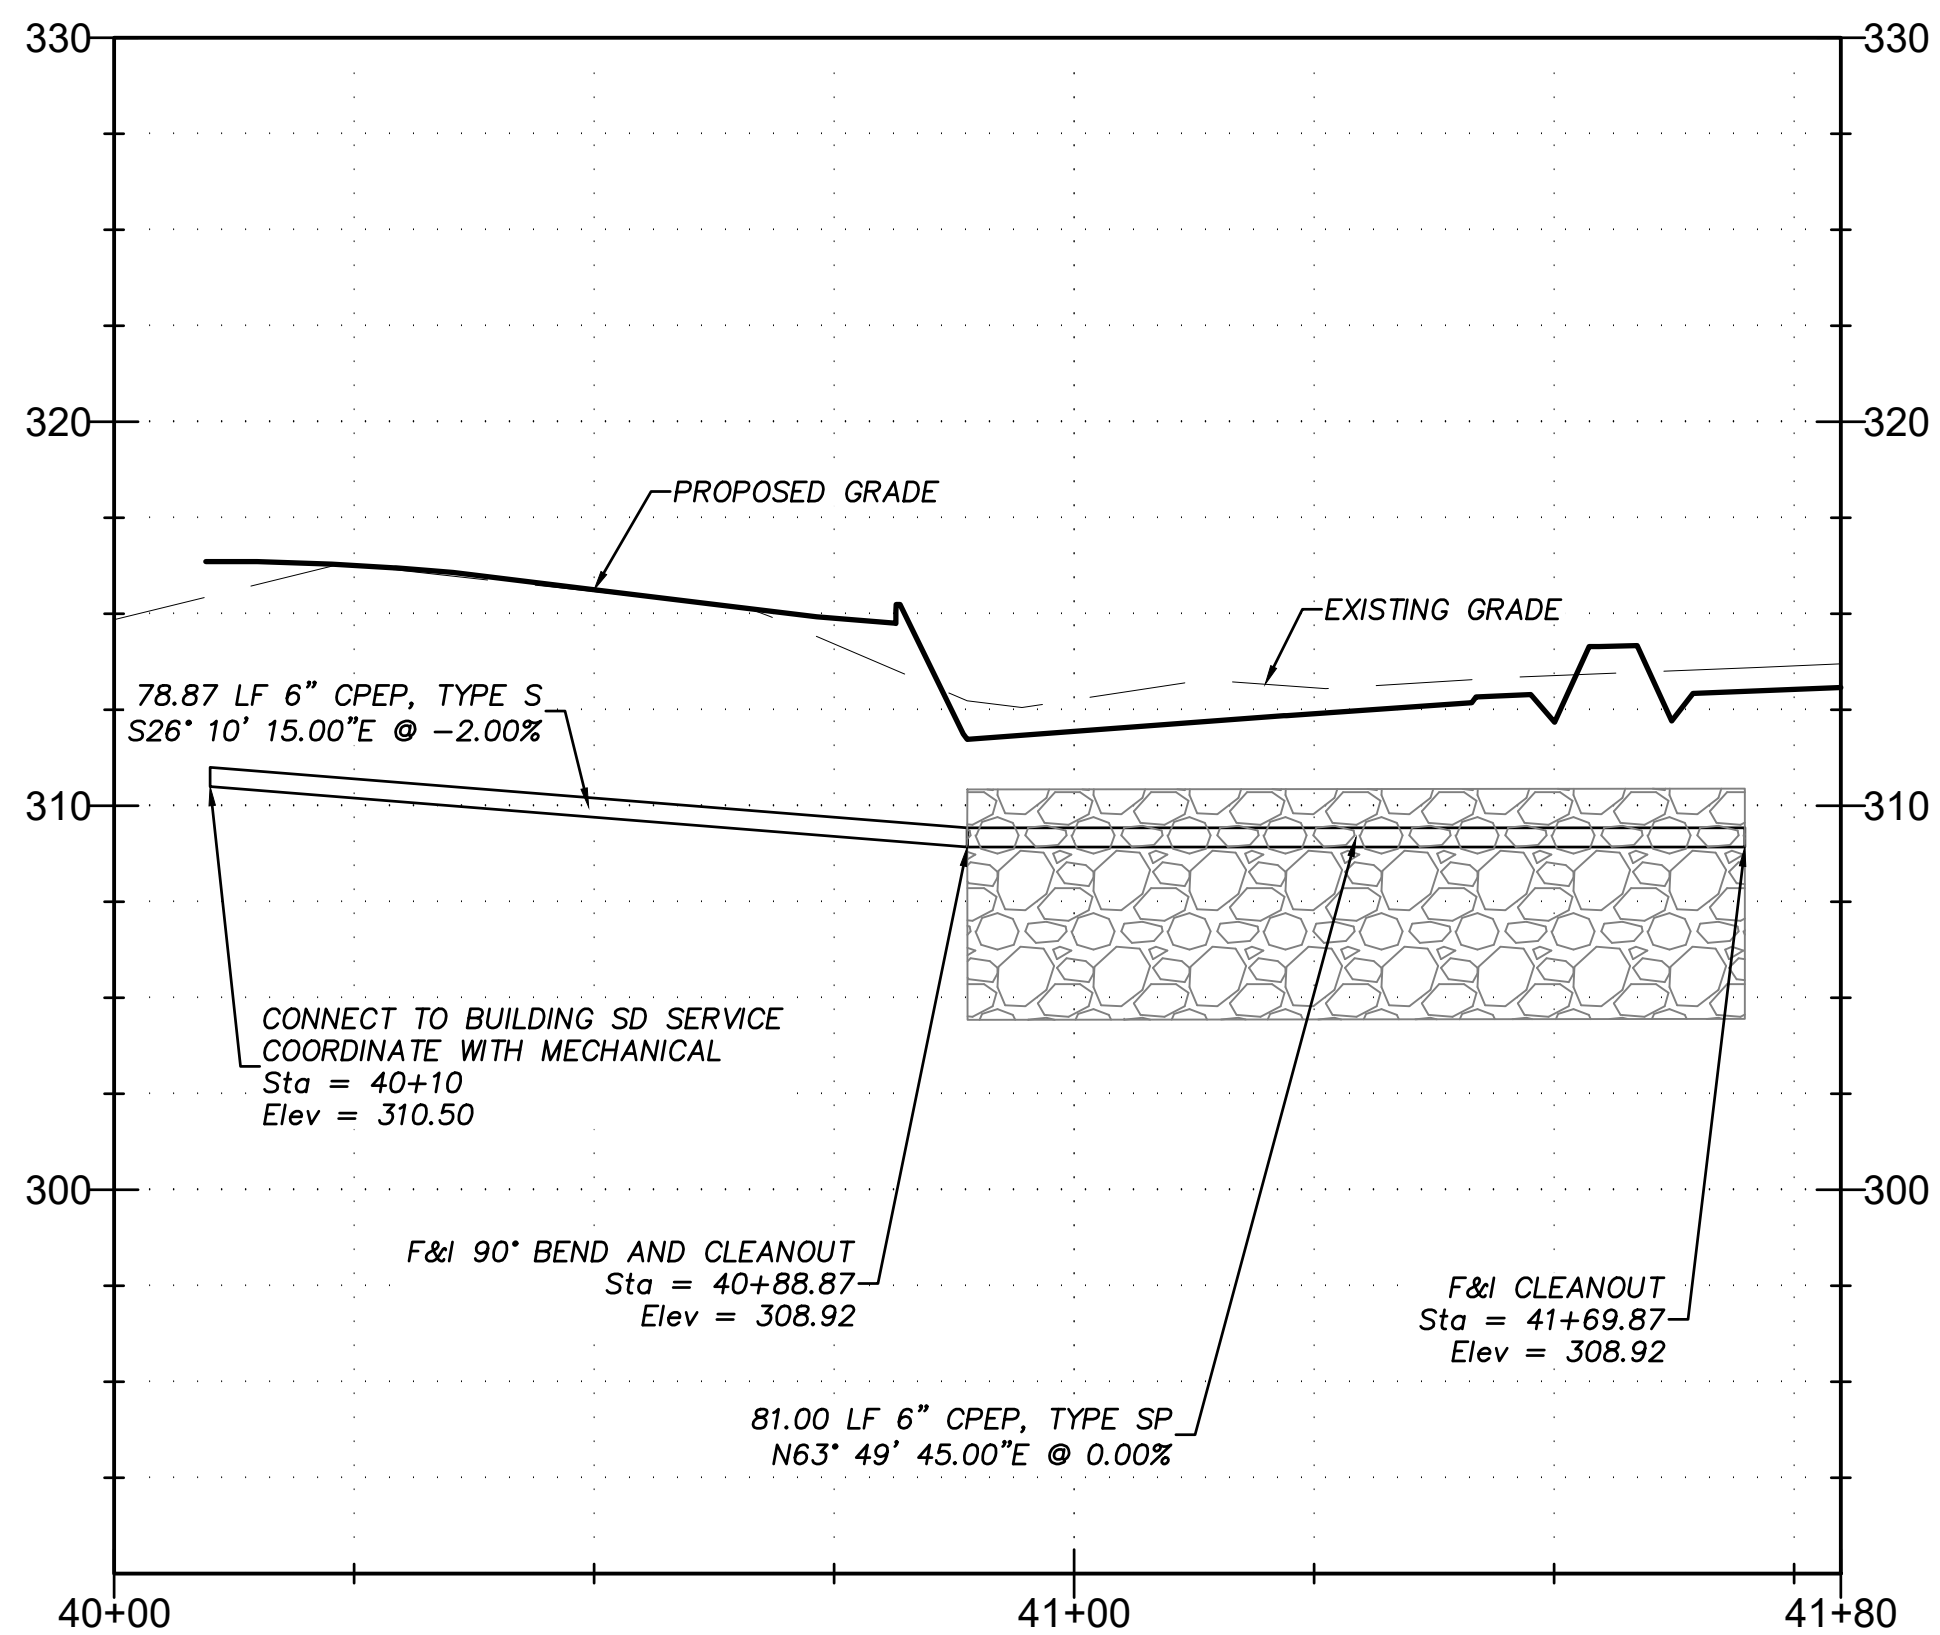 330
330
320
320
PROPOSED GRADE
EXISTING GRADE
78.87 LF 6" CPEP, TYPE S
S26° 10' 15.00"E @ -2.00%
310
310
CONNECT TO BUILDING SD SERVICE
COORDINATE WITH MECHANICAL
Sta = 40+10
Elev = 310.50
300
300
F&I 90° BEND AND CLEANOUT
Sta = 40+88.87
Elev = 308.92
F&I CLEANOUT
Sta = 41+69.87
Elev = 308.92
81.00 LF 6" CPEP, TYPE SP
N63° 49' 45.00"E @ 0.00%
40+00
41+00
41+80